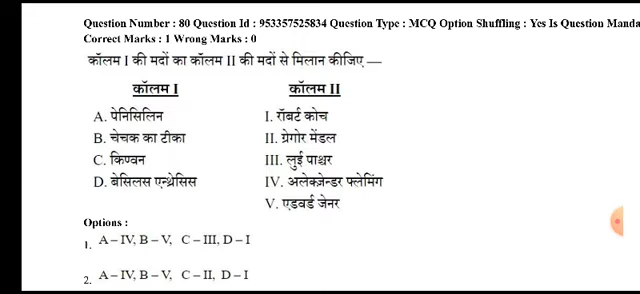 Question Number : 80 Question Id : 953357525834 Question Type : MCQ Option Shuffling : Yes Is Question Manda
Correct Marks : 1 Wrong Marks : 0
कॉलम I की मदों का कॉलम II की मदों से मिलान कीजिए —
कॉलम I कॉलम II
A. पेनिसिलिन I. रॉबर्ट कोच
B. चेचक का टीका II. ग्रेगोर मेंडल
C. किण्वन III. लुई पाश्चर
D. बेसिलस एन्थ्रेसिस IV. अलेक्ज़ेन्डर फ्लेमिंग
V. एडवर्ड जेनर
Options :
1. A – IV, B – V, C – III, D – I
2. A – IV, B – V, C – II, D – I